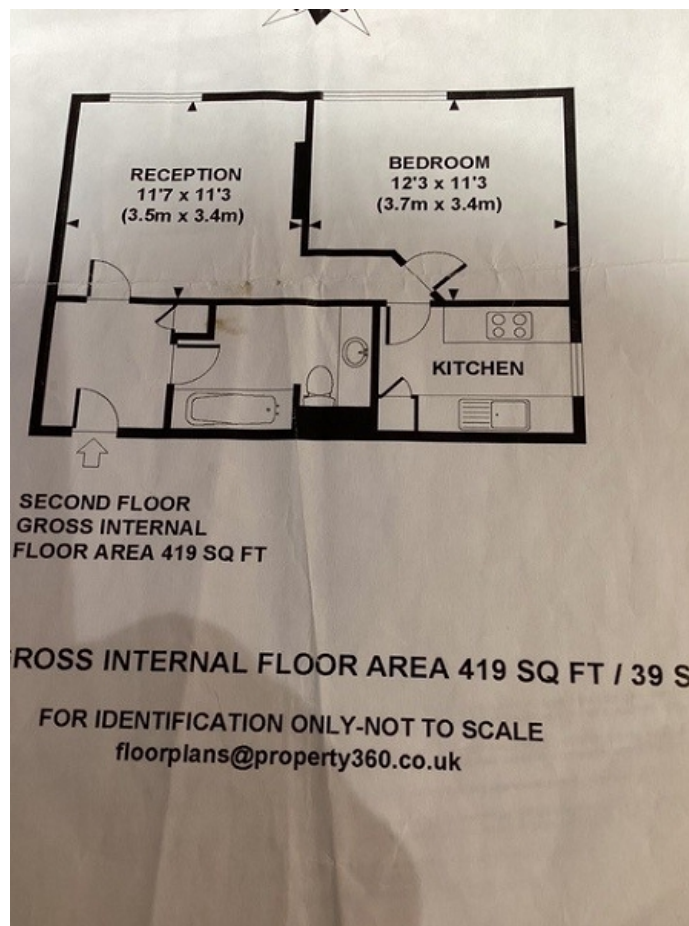 RECEPTION
11'7 x 11'3
(3.5m x 3.4m)
BEDROOM
12'3 x 11'3
(3.7m x 3.4m)
KITCHEN
SECOND FLOOR
GROSS INTERNAL
FLOOR AREA 419 SQ FT
GROSS INTERNAL FLOOR AREA 419 SQ FT / 39 S
FOR IDENTIFICATION ONLY-NOT TO SCALE
floorplans@property360.co.uk